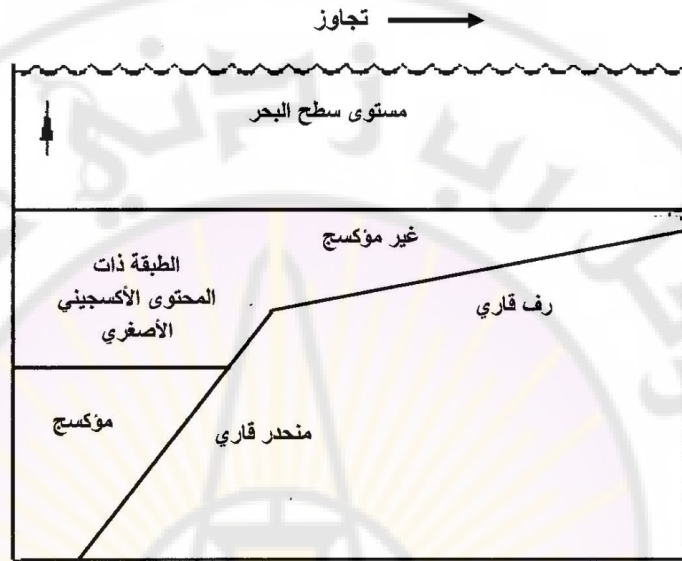 تجاوز
مستوى سطح البحر
غير مؤكسج
الطبقة ذات
المحتوى الأكسجيني
الأصغري
رف قاري
مؤكسج
منحدر قاري